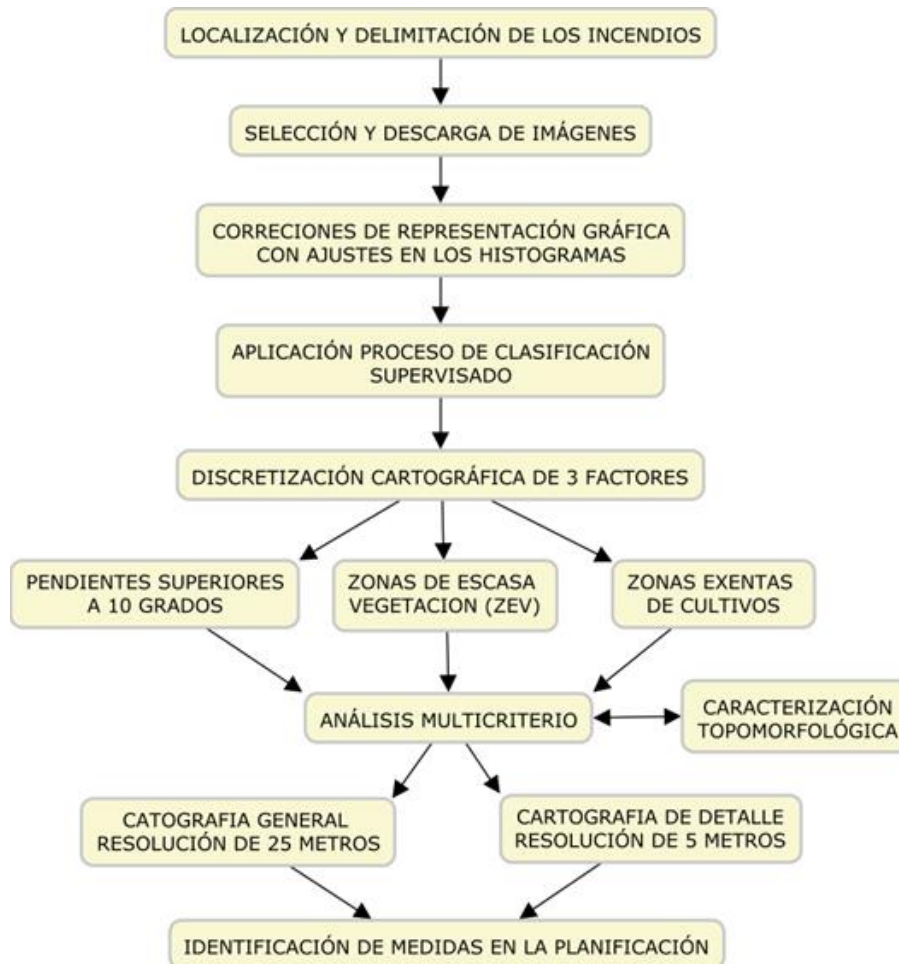 LOCALIZACIÓN Y DELIMITACIÓN DE LOS INCENDIOS
SELECCIÓN Y DESCARGA DE IMÁGENES
CORRECIONES DE REPRESENTACIÓN GRÁFICA
CON AJUSTES EN LOS HISTOGRAMAS
APLICACIÓN PROCESO DE CLASIFICACIÓN
SUPERVISADO
DISCRETIZACIÓN CARTOGRÁFICA DE 3 FACTORES
PENDIENTES SUPERIORES
A 10 GRADOS
ZONAS DE ESCASA
VEGETACION (ZEV)
ZONAS EXENTAS
DE CULTIVOS
ANÁLISIS MULTICRITERIO
CARACTERIZACIÓN
TOPOMORFOLÓGICA
CATOGRAFIA GENERAL
RESOLUCIÓN DE 25 METROS
CARTOGRAFIA DE DETALLE
RESOLUCIÓN DE 5 METROS
IDENTIFICACIÓN DE MEDIDAS EN LA PLANIFICACIÓN